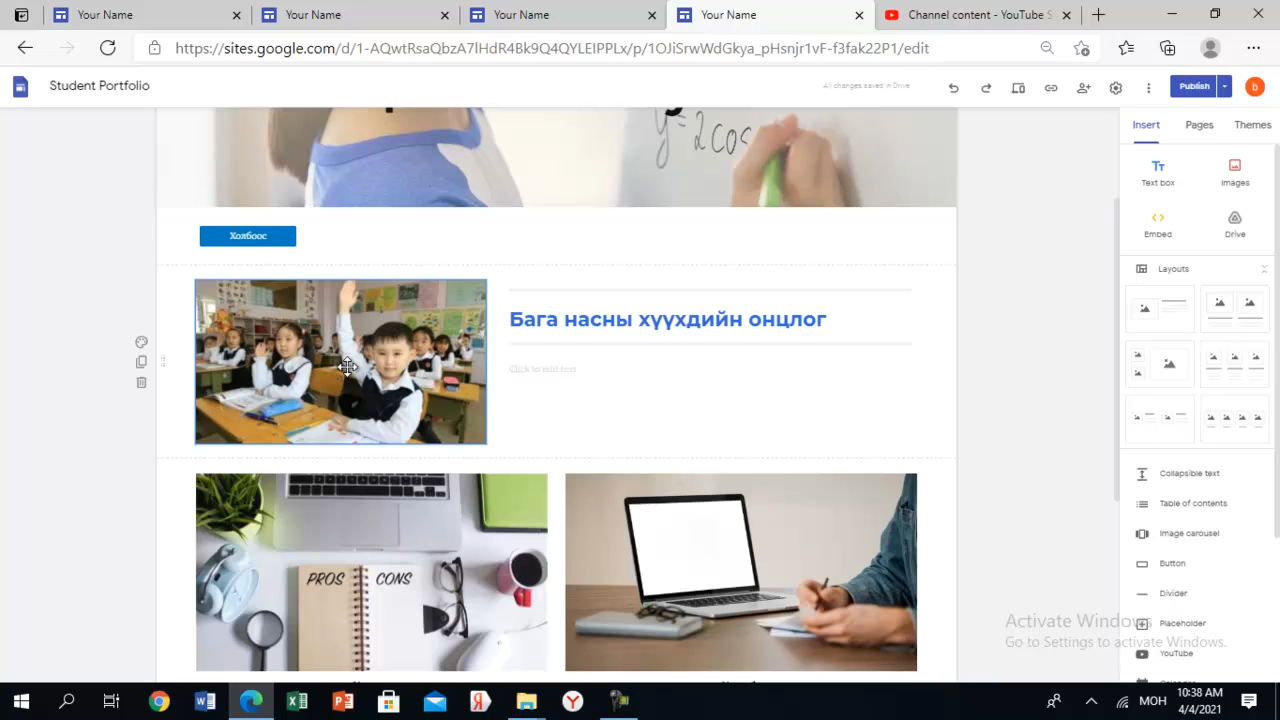 Your Name
Your Name
Your Name
Your Name
Channel content - YouTube S
https://sites.google.com/d/1-AQwtRsaQbzA7lHdR4Bk9Q4QYLEIPPLx/p/1OJiSrwWdGkya_pHsnjr1vF-f3fak22P1/edit
Student Portfolio
All changes saved in Drive
Publish
b
Insert
Pages
Themes
Text box
Images
Embed
Drive
Layouts
y=2cos
Холбоос
Бага насны хүүхдийн онцлог
Click to edit text
PROS
CONS
Collapsible text
Table of contents
Image carousel
Button
Divider
Placeholder
YouTube
Activate Windows
Go to Settings to activate Windows.
10:38 AM
МОН
4/4/2021